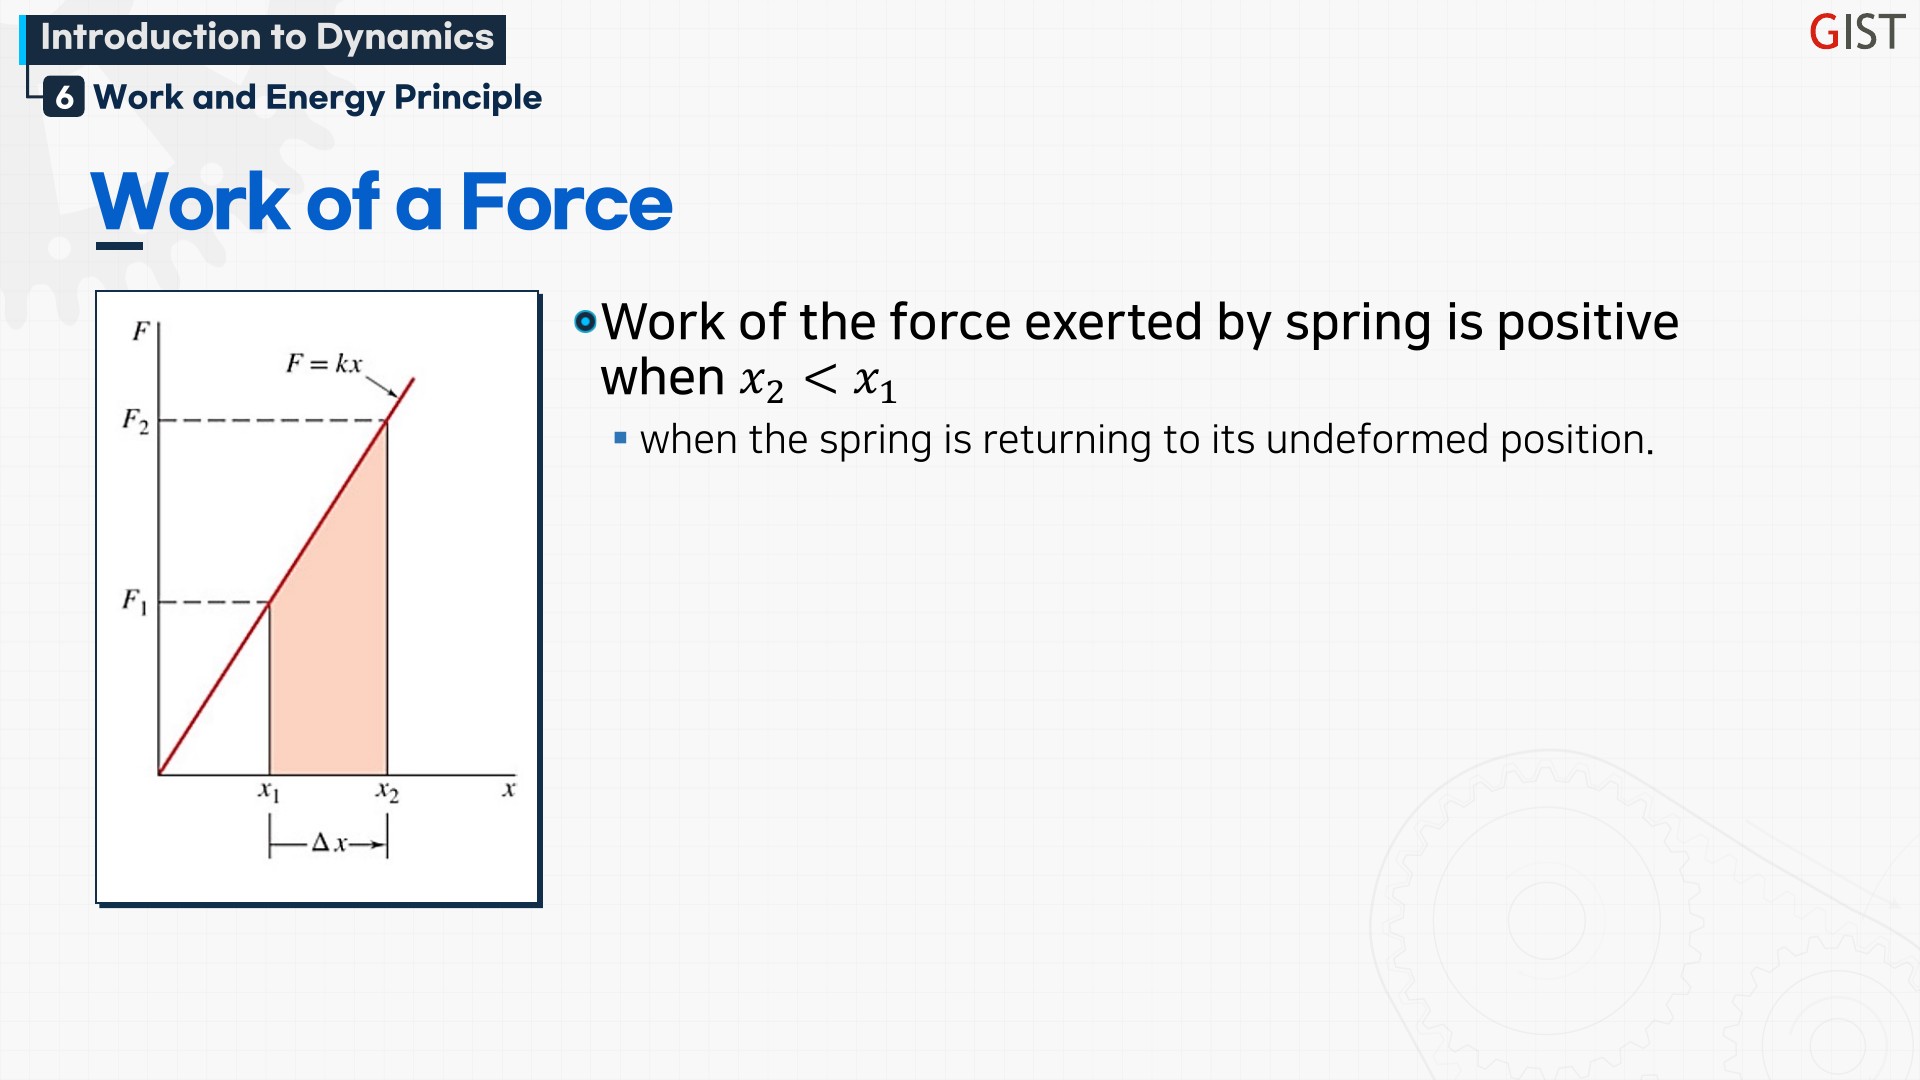 Introduction to Dynamics
GIST
6 Work and Energy Principle
Work of a Force
F
F = kx
F₂
F₁
x₁ x₂ x
Δx
Work of the force exerted by spring is positive
when x₂ < x₁
when the spring is returning to its undeformed position.